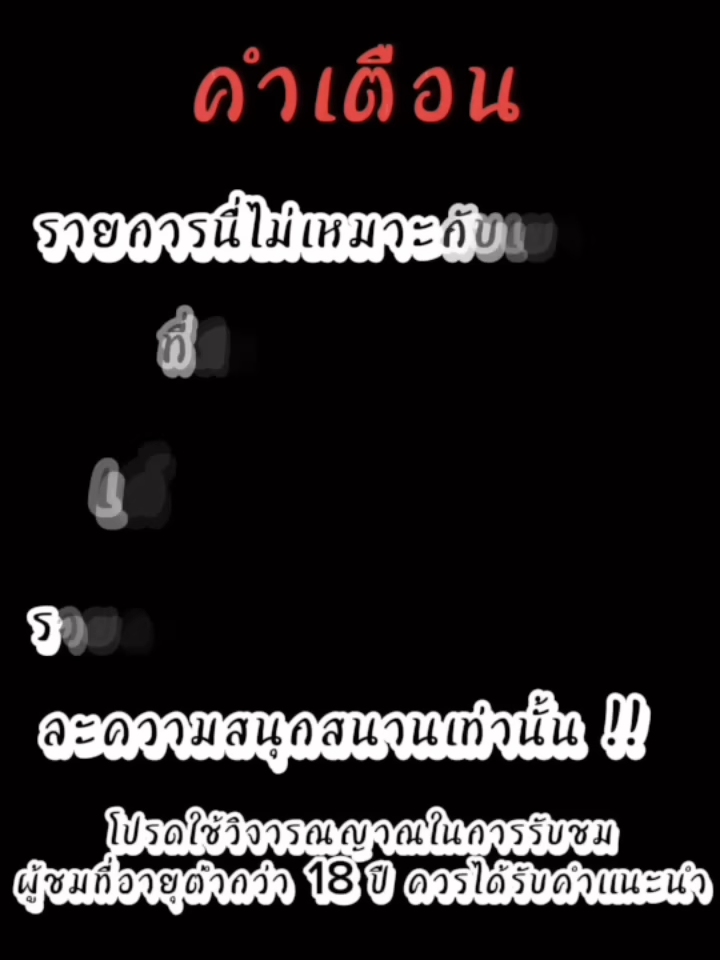 คำเตือน
รายการนี้ไม่เหมาะกับ
ที่
ละความสนุกสนานเท่านั้น !!
โปรดใช้วิจารณญาณในการรับชม
ผู้ชมที่อายุต่ำกว่า 18 ปี ควรได้รับคำแนะนำ